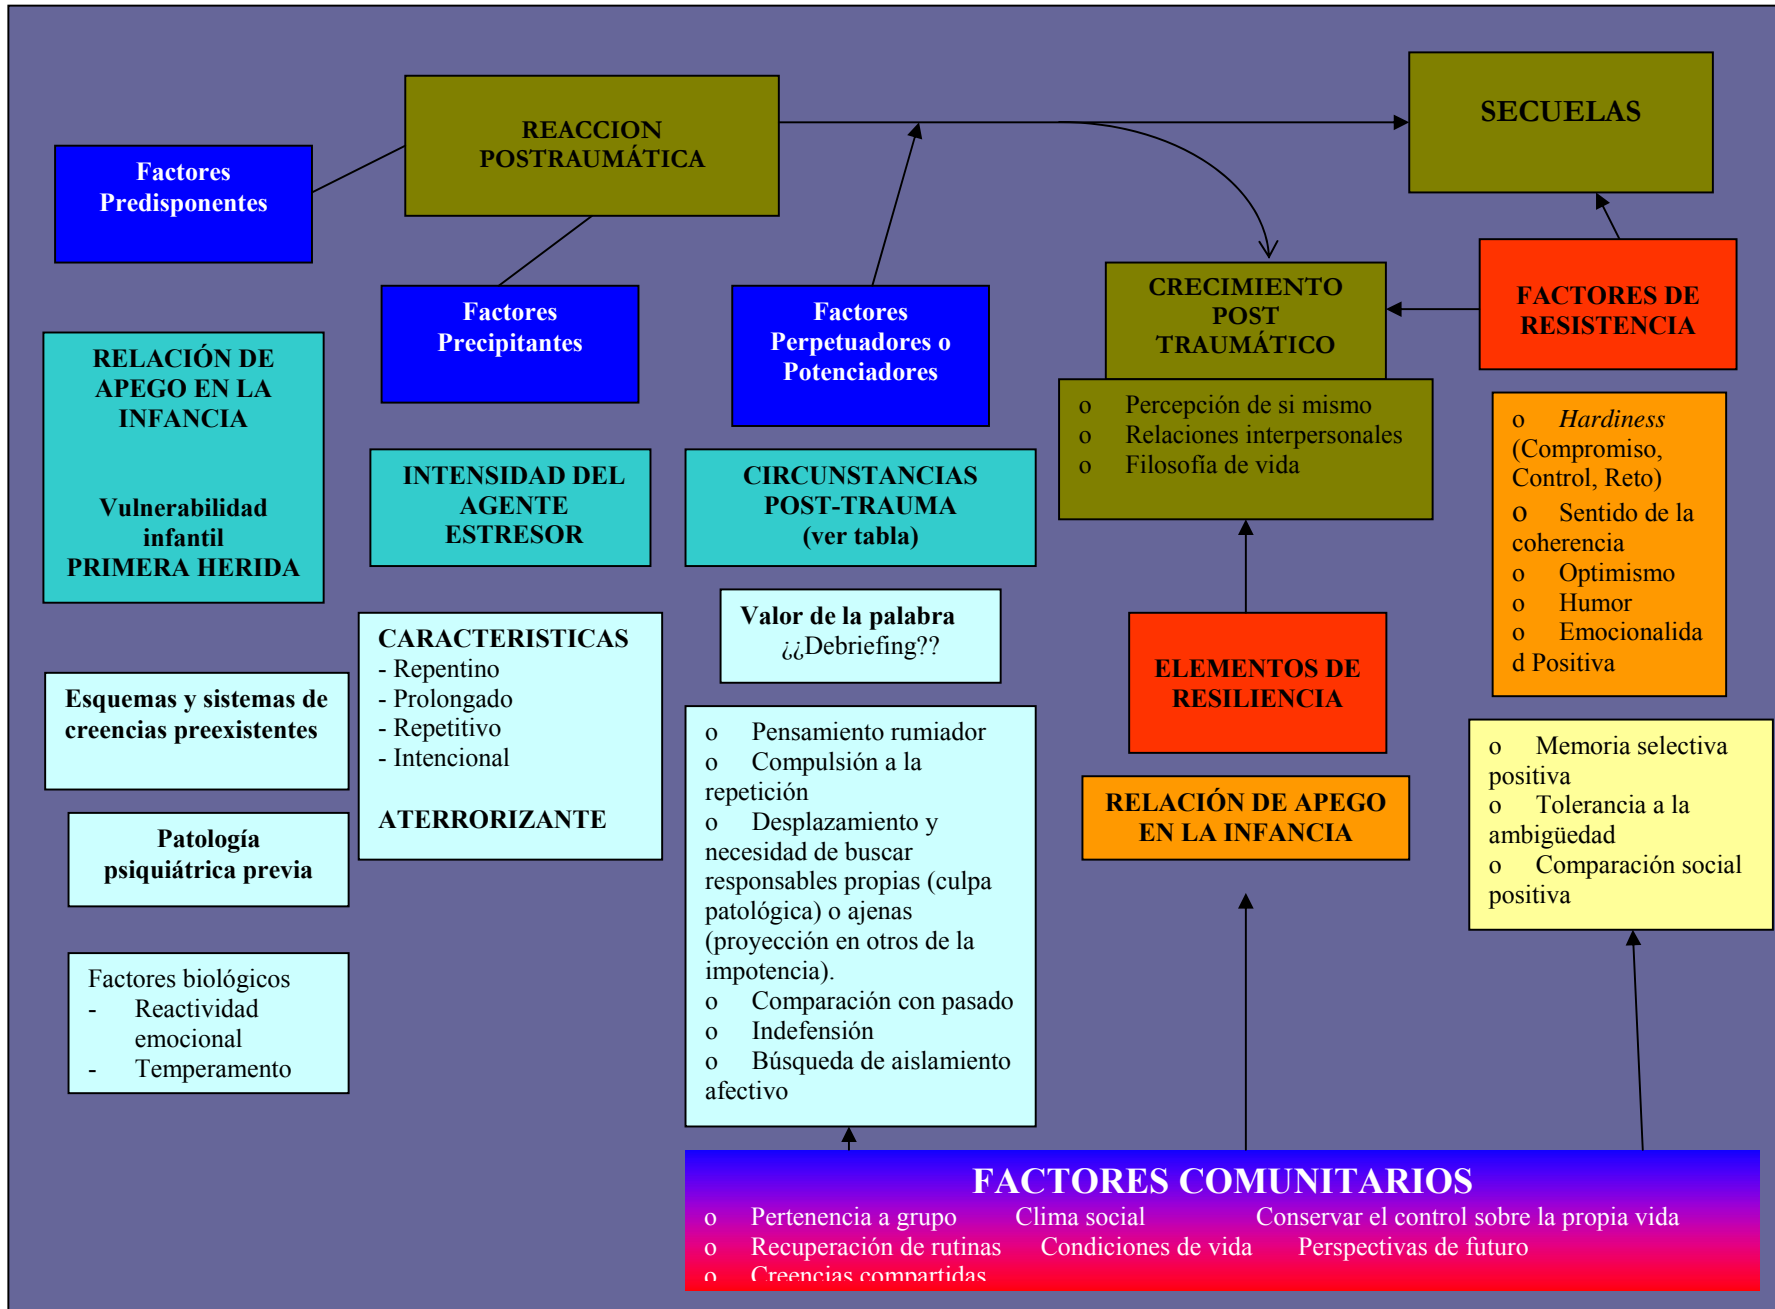 REACCION
POSTRAUMÁTICA
SECUELAS
Factores
Predisponentes
Factores
Precipitantes
Factores
Perpetuadores o
Potenciadores
CRECIMIENTO
POST
TRAUMÁTICO
o Percepción de si mismo
o Relaciones interpersonales
o Filosofía de vida
FACTORES DE
RESISTENCIA
RELACIÓN DE
APEGO EN LA
INFANCIA
Vulnerabilidad
infantil
PRIMERA HERIDA
INTENSIDAD DEL
AGENTE
ESTRESOR
CIRCUNSTANCIAS
POST-TRAUMA
(ver tabla)
o Hardiness
(Compromiso,
Control, Reto)
o Sentido de la
coherencia
o Optimismo
o Humor
o Emocionalida
d Positiva
Esquemas y sistemas de
creencias preexistentes
CARACTERISTICAS
- Repentino
- Prolongado
- Repetitivo
- Intencional
ATERRORIZANTE
Valor de la palabra
¿¿Debriefing??
ELEMENTOS DE
RESILIENCIA
Patología
psiquiátrica previa
o Pensamiento rumiador
o Compulsión a la
repetición
o Desplazamiento y
necesidad de buscar
responsables propias (culpa
patológica) o ajenas
(proyección en otros de la
impotencia).
o Comparación con pasado
o Indefensión
o Búsqueda de aislamiento
afectivo
RELACIÓN DE APEGO
EN LA INFANCIA
o Memoria selectiva
positiva
o Tolerancia a la
ambigüedad
o Comparación social
positiva
Factores biológicos
- Reactividad
emocional
- Temperamento
FACTORES COMUNITARIOS
o Pertenencia a grupo Clima social Conservar el control sobre la propia vida
o Recuperación de rutinas Condiciones de vida Perspectivas de futuro
o Creencias compartidas